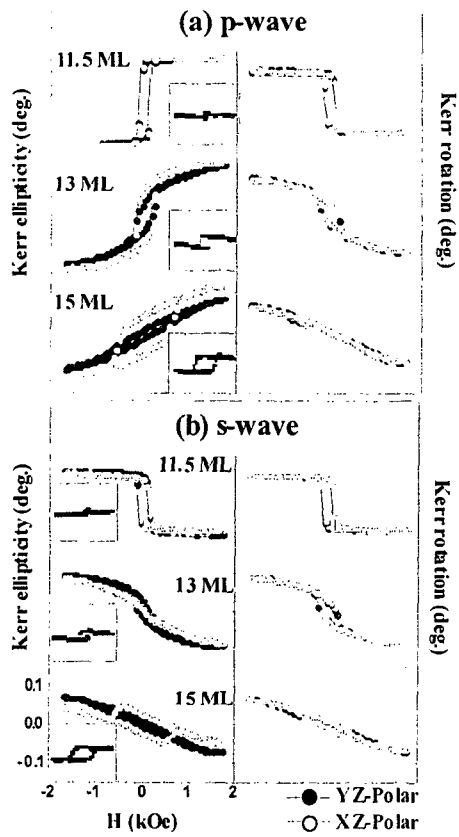 (a) p-wave
11.5 ML
13 ML
15 ML
Kerr ellipticity (deg.)
Kerr rotation (deg.)
(b) s-wave
11.5 ML
13 ML
15 ML
Kerr ellipticity (deg.)
Kerr rotation (deg.)
0.1
0.0
-0.1
-2 -1 0 1 2
H (kOe)
YZ-Polar
XZ-Polar